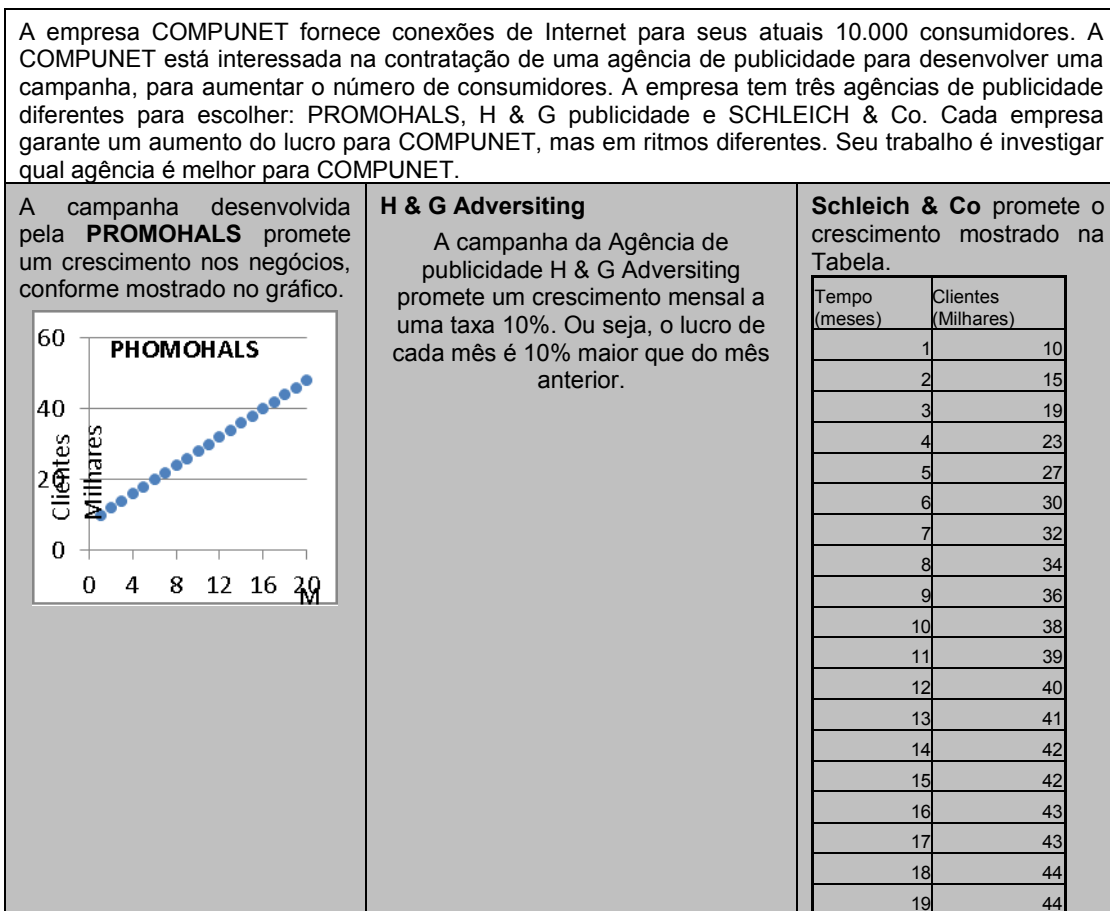 A empresa COMPUNET fornece conexões de Internet para seus atuais 10.000 consumidores. A
COMPUNET está interessada na contratação de uma agência de publicidade para desenvolver uma
campanha, para aumentar o número de consumidores. A empresa tem três agências de publicidade
diferentes para escolher: PROMOHALS, H & G publicidade e SCHLEICH & Co. Cada empresa
garante um aumento do lucro para COMPUNET, mas em ritmos diferentes. Seu trabalho é investigar
qual agência é melhor para COMPUNET.
A campanha desenvolvida
pela PROMOHALS promete
um crescimento nos negócios,
conforme mostrado no gráfico.
PHOMOHALS
60
40
20
0
Clientes
Milhares
0 4 8 12 16 20
M
H & G Adversiting
A campanha da Agência de
publicidade H & G Adversiting
promete um crescimento mensal a
uma taxa 10%. Ou seja, o lucro de
cada mês é 10% maior que do mês
anterior.
Schleich & Co promete o
crescimento mostrado na
Tabela.
Tempo Clientes
(meses) (Milhares)
1 10
2 15
3 19
4 23
5 27
6 30
7 32
8 34
9 36
10 38
11 39
12 40
13 41
14 42
15 42
16 43
17 43
18 44
19 44